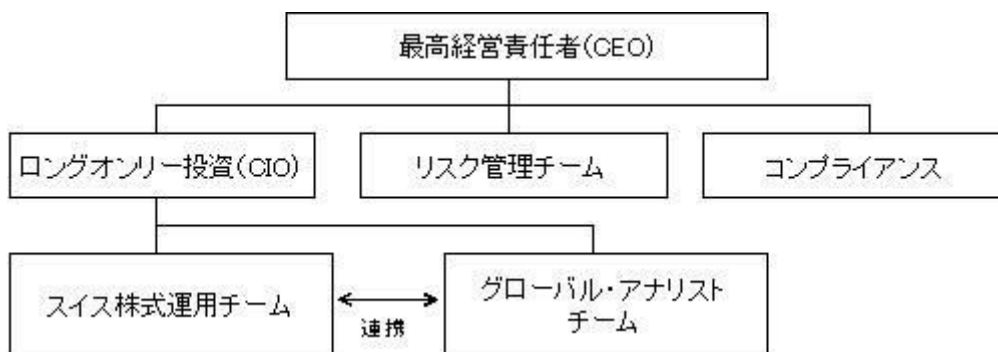 最高経営責任者(CEO)
ロングオンリー投資(CIO)
リスク管理チーム
コンプライアンス
スイス株式運用チーム
連携
グローバル・アナリスト
チーム